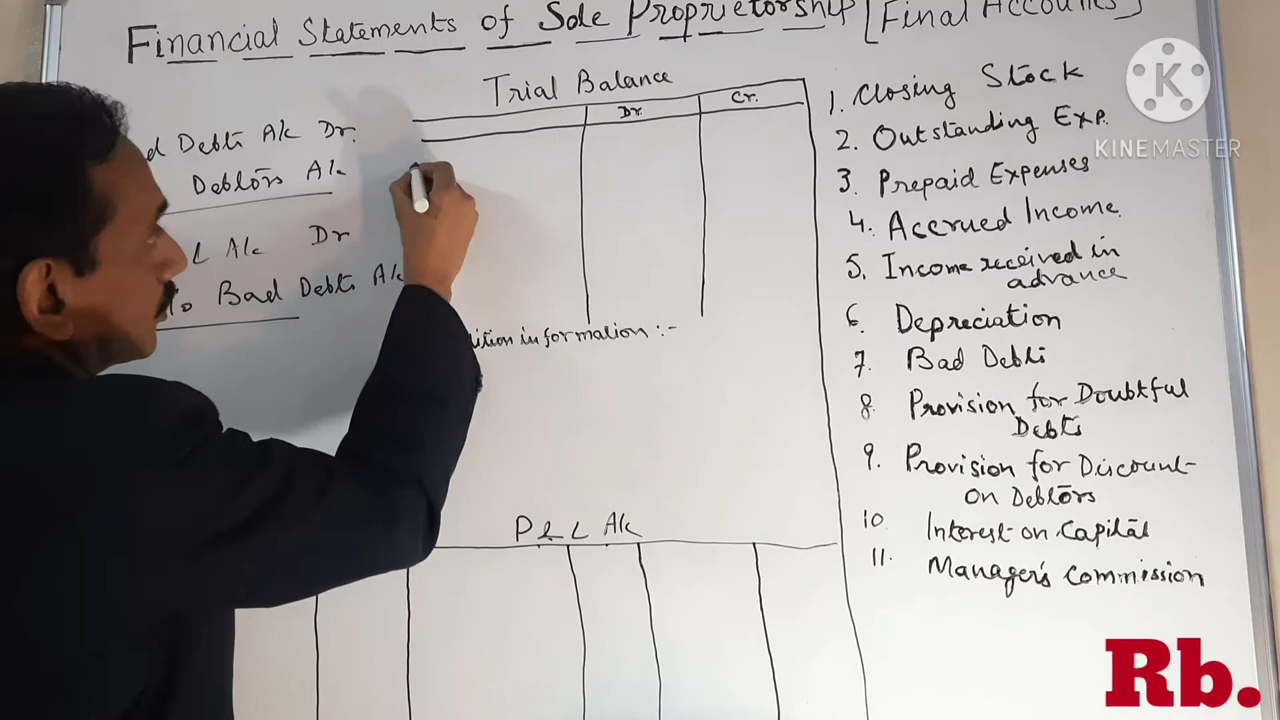 Financial Statements of Sole Proprietorship [Final Accounts]
Trial Balance
Dr. Cr.
d Debts A/c Dr.
Debtors A/c
L A/c Dr
To Bad Debts A/c
ition information :-
P & L A/c
1. Closing Stock
2. Outstanding Exp.
3. Prepaid Expenses
4. Accrued Income.
5. Income received in
advance
6. Depreciation
7. Bad Debts
8. Provision for Doubtful
Debts
9. Provision for Discount
on Debtors
10. Interest on Capital
11. Manager's Commission
K
KINEMASTER
Rb.